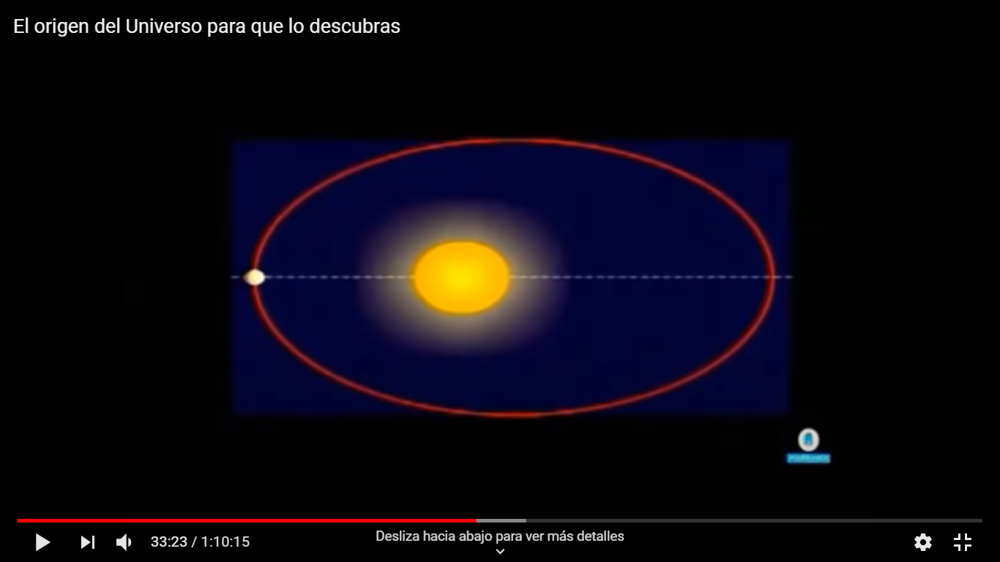 El origen del Universo para que lo descubras
33:23 / 1:10:15
Desliza hacia abajo para ver más detalles